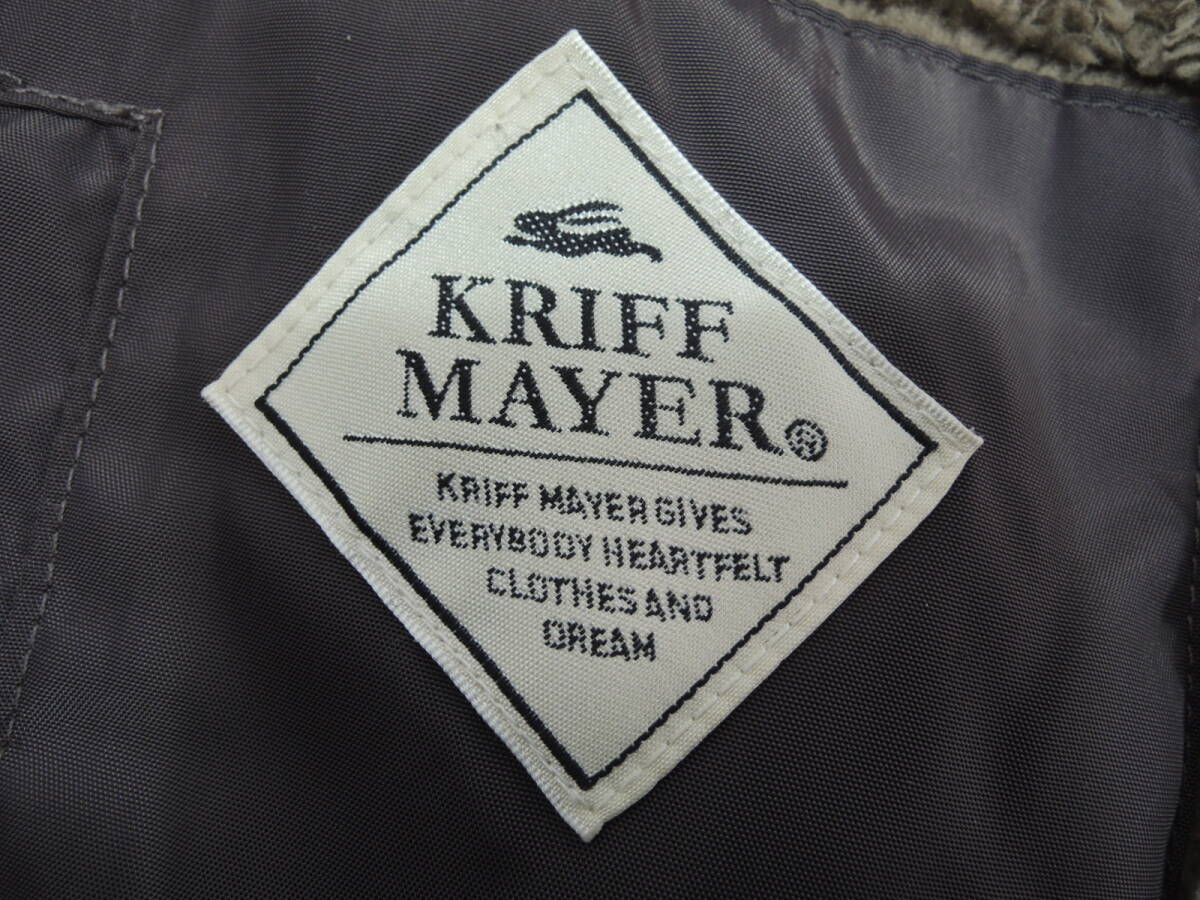 KRIFF
MAYER®
KRIFF MAYER GIVES
EVERYBODY HEARTFELT
CLOTHES AND
DREAM